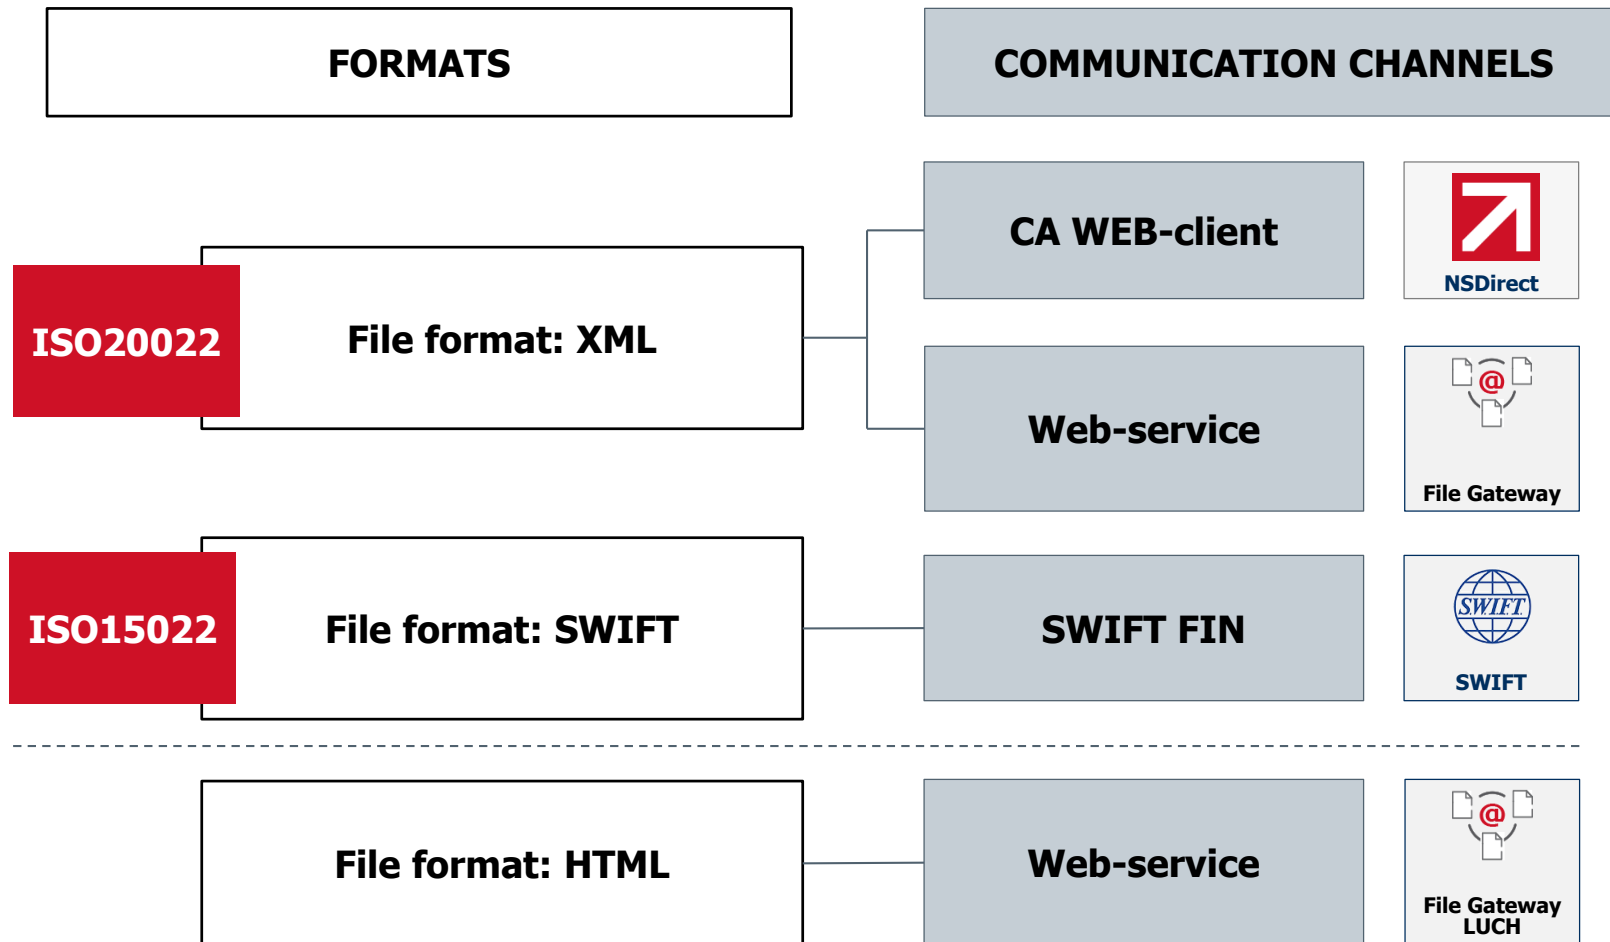 FORMATS
COMMUNICATION CHANNELS
ISO20022
File format: XML
CA WEB-client
NSDirect
Web-service
@
File Gateway
ISO15022
File format: SWIFT
SWIFT FIN
S.W.I.F.T.
SWIFT
File format: HTML
Web-service
@
File Gateway
LUCH